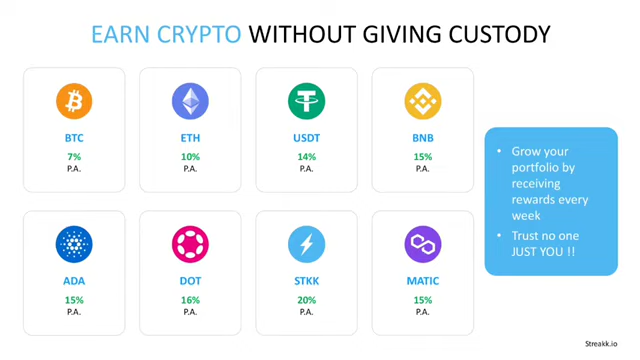 EARN CRYPTO WITHOUT GIVING CUSTODY
BTC
7%
P.A.
ETH
10%
P.A.
USDT
14%
P.A.
BNB
15%
P.A.
ADA
15%
P.A.
DOT
16%
P.A.
STKK
20%
P.A.
MATIC
15%
P.A.
• Grow your
portfolio by
receiving
rewards every
week
• Trust no one
JUST YOU !!
Streakk.io